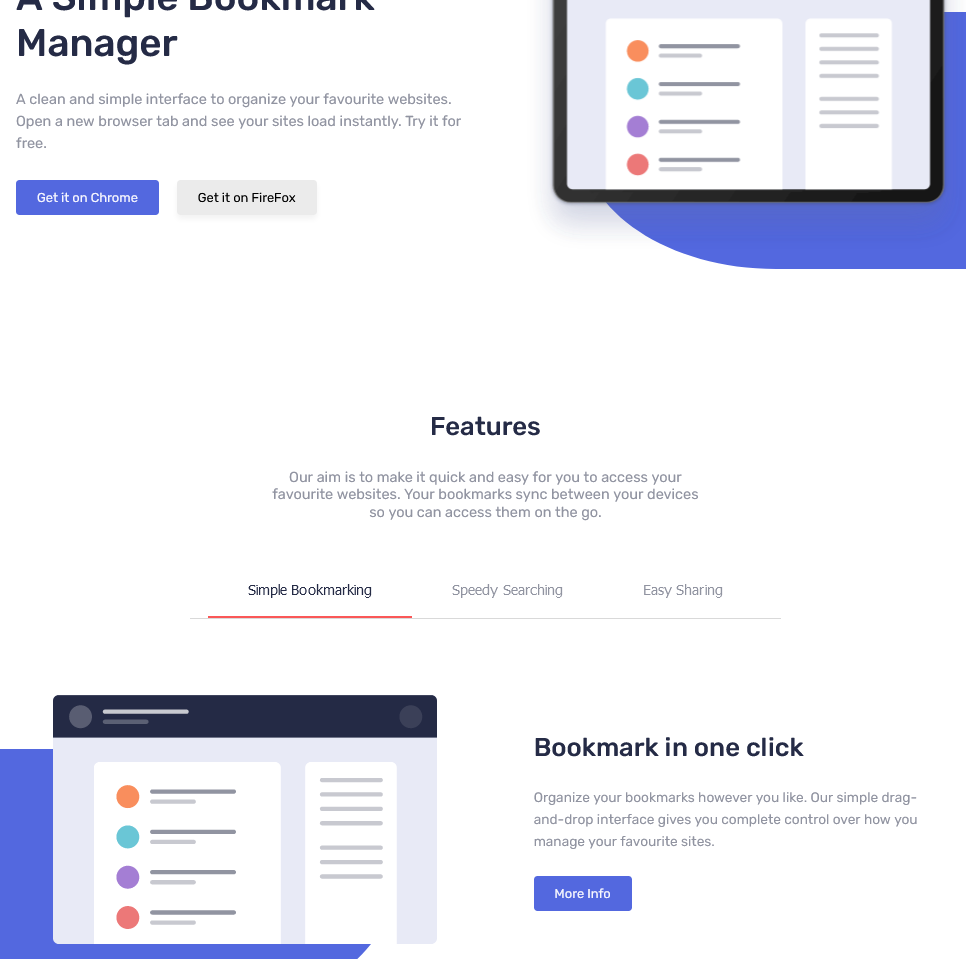 A Simple Bookmark
Manager
A clean and simple interface to organize your favourite websites.
Open a new browser tab and see your sites load instantly. Try it for
free.
Get it on Chrome
Get it on FireFox
Features
Our aim is to make it quick and easy for you to access your
favourite websites. Your bookmarks sync between your devices
so you can access them on the go.
Simple Bookmarking
Speedy Searching
Easy Sharing
Bookmark in one click
Organize your bookmarks however you like. Our simple drag-
and-drop interface gives you complete control over how you
manage your favourite sites.
More Info